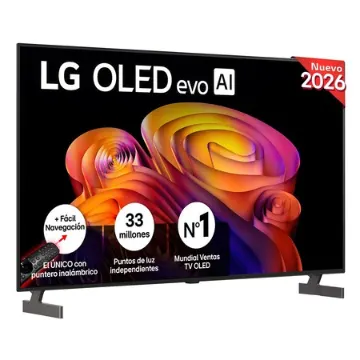 Nuevo
2026
LG OLED evo AI
+ Fácil
Navegación
El ÚNICO con
puntero inalámbrico
33
millones
Puntos de luz
independientes
Nº1
Mundial Ventas
TV OLED